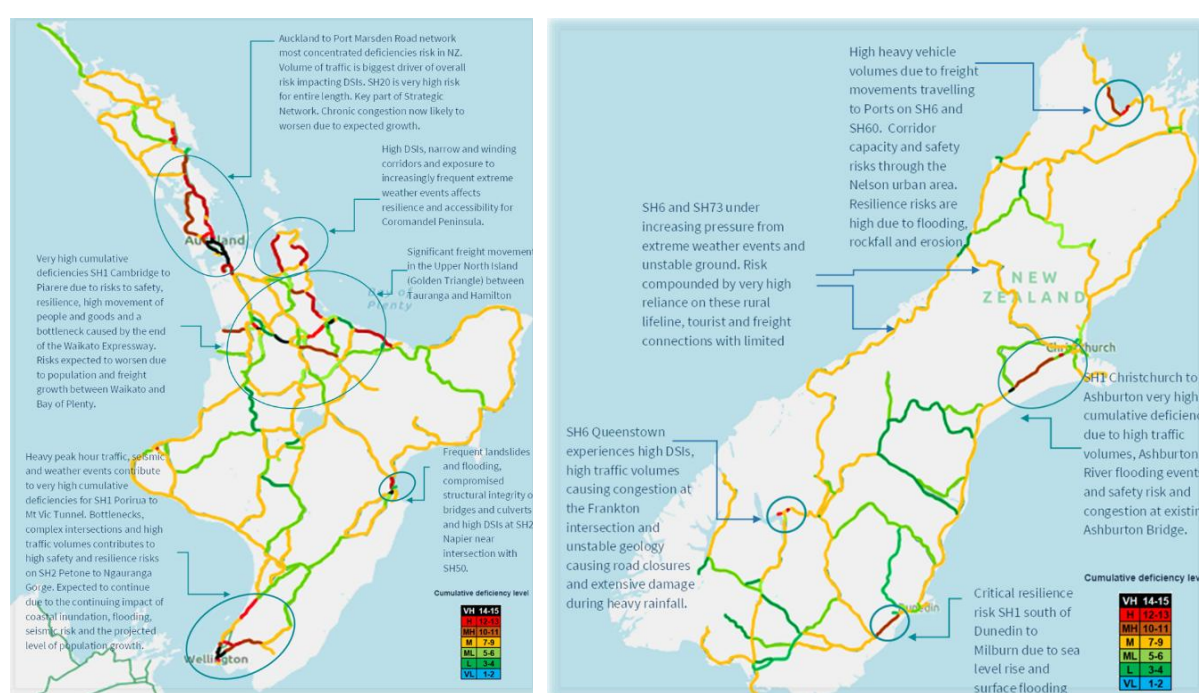 Auckland to Port Marsden Road network
most concentrated deficiencies risk in NZ.
Volume of traffic is biggest driver of overall
risk impacting DSIs. SH20 is very high risk
for entire length. Key part of Strategic
Network. Chronic congestion now likely to
worsen due to expected growth.
High DSIs, narrow and winding
corridors and exposure to
increasingly frequent extreme
weather events affects
resilience and accessibility for
Coromandel Peninsula.
Auckland
Significant freight movement
in the Upper North Island
(Golden Triangle) between
Tauranga and Hamilton
Bay of
Plenty
Very high cumulative
deficiencies SH1 Cambridge to
Piarere due to risks to safety,
resilience, high movement of
people and goods and a
bottleneck caused by the end
of the Waikato Expressway.
Risks expected to worsen due
to population and freight
growth between Waikato and
Bay of Plenty.
Heavy peak hour traffic, seismic
and weather events contribute
to very high cumulative
deficiencies for SH1 Porirua to
Mt Vic Tunnel. Bottlenecks,
complex intersections and high
traffic volumes contributes to
high safety and resilience risks
on SH2 Petone to Ngauranga
Gorge. Expected to continue
due to the continuing impact of
coastal inundation, flooding,
seismic risk and the projected
level of population growth.
Frequent landslides
and flooding,
compromised
structural integrity o
bridges and culverts
and high DSIs at SH2
Napier near
intersection with
SH50.
Wellington
Cumulative deficiency level
VH 14-15
H 12-13
MH 10-11
M 7-9
ML 5-6
L 3-4
VL 1-2
High heavy vehicle
volumes due to freight
movements travelling
to Ports on SH6 and
SH60. Corridor
capacity and safety
risks through the
Nelson urban area.
Resilience risks are
high due to flooding,
rockfall and erosion.
SH6 and SH73 under
increasing pressure from
extreme weather events and
unstable ground. Risk
compounded by very high
reliance on these rural
lifeline, tourist and freight
connections with limited
NEW
ZEALAND
Christchurch
SH1 Christchurch to
Ashburton very high
cumulative deficienc
due to high traffic
volumes, Ashburton
River flooding event
and safety risk and
congestion at existin
Ashburton Bridge.
SH6 Queenstown
experiences high DSIs,
high traffic volumes
causing congestion at
the Frankton
intersection and
unstable geology
causing road closures
and extensive damage
during heavy rainfall.
Dunedin
Critical resilience
risk SH1 south of
Dunedin to
Milburn due to sea
level rise and
surface flooding
Cumulative deficiency lev
VH 14-15
H 12-13
MH 10-11
M 7-9
ML 5-6
L 3-4
VL 1-2